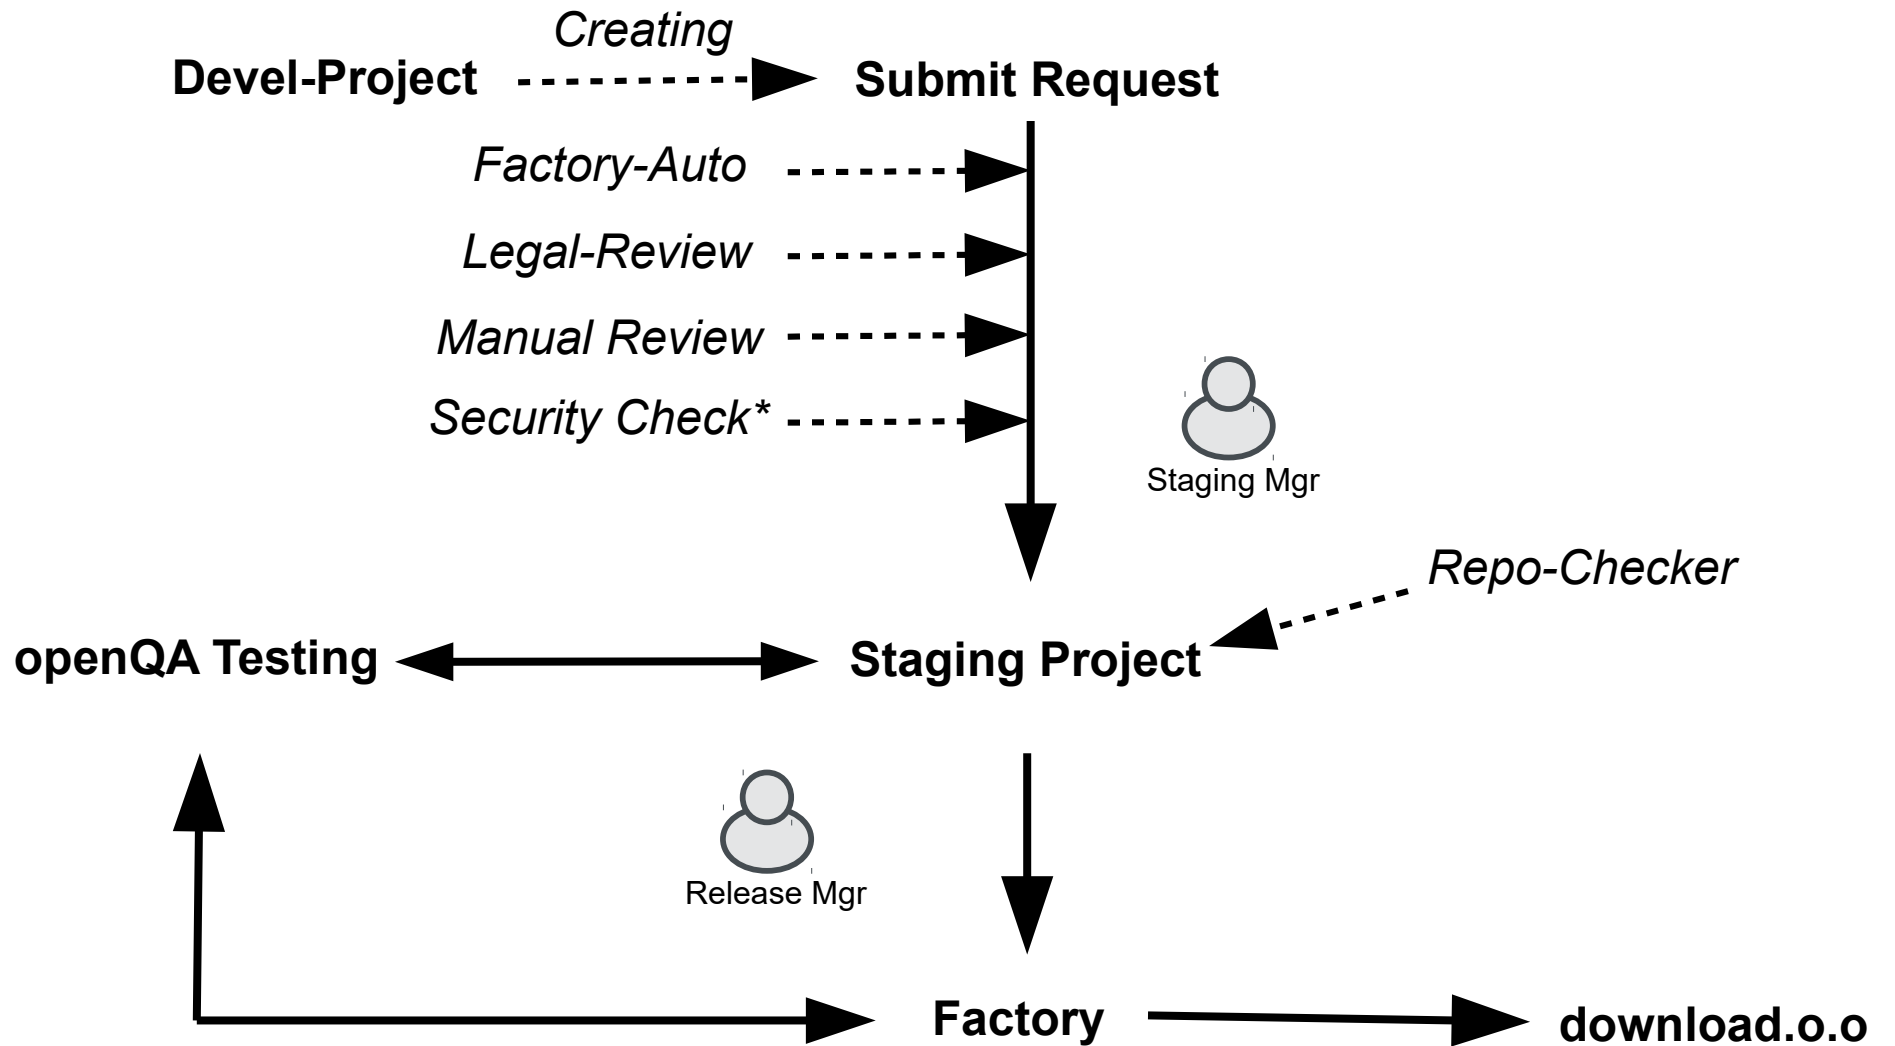 Creating
Devel-Project
Submit Request
Factory-Auto
Legal-Review
Manual Review
Security Check*
Staging Mgr
Repo-Checker
openQA Testing
Staging Project
Release Mgr
Factory
download.o.o